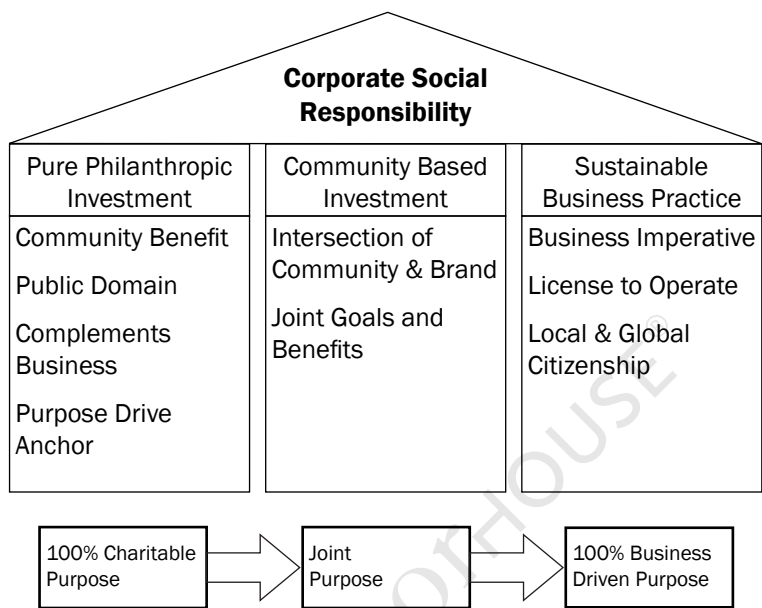 Corporate Social
Responsibility
Pure Philanthropic
Investment
Community Benefit
Public Domain
Complements
Business
Purpose Drive
Anchor
Community Based
Investment
Intersection of
Community & Brand
Joint Goals and
Benefits
Sustainable
Business Practice
Business Imperative
License to Operate
Local & Global
Citizenship
100% Charitable
Purpose
Joint
Purpose
100% Business
Driven Purpose